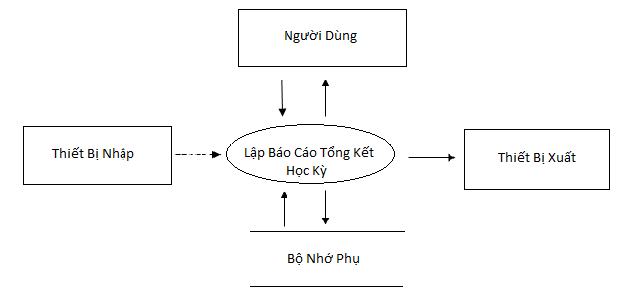 Người Dùng
Thiết Bị Nhập
Lập Báo Cáo Tổng Kết
Học Kỳ
Thiết Bị Xuất
Bộ Nhớ Phụ